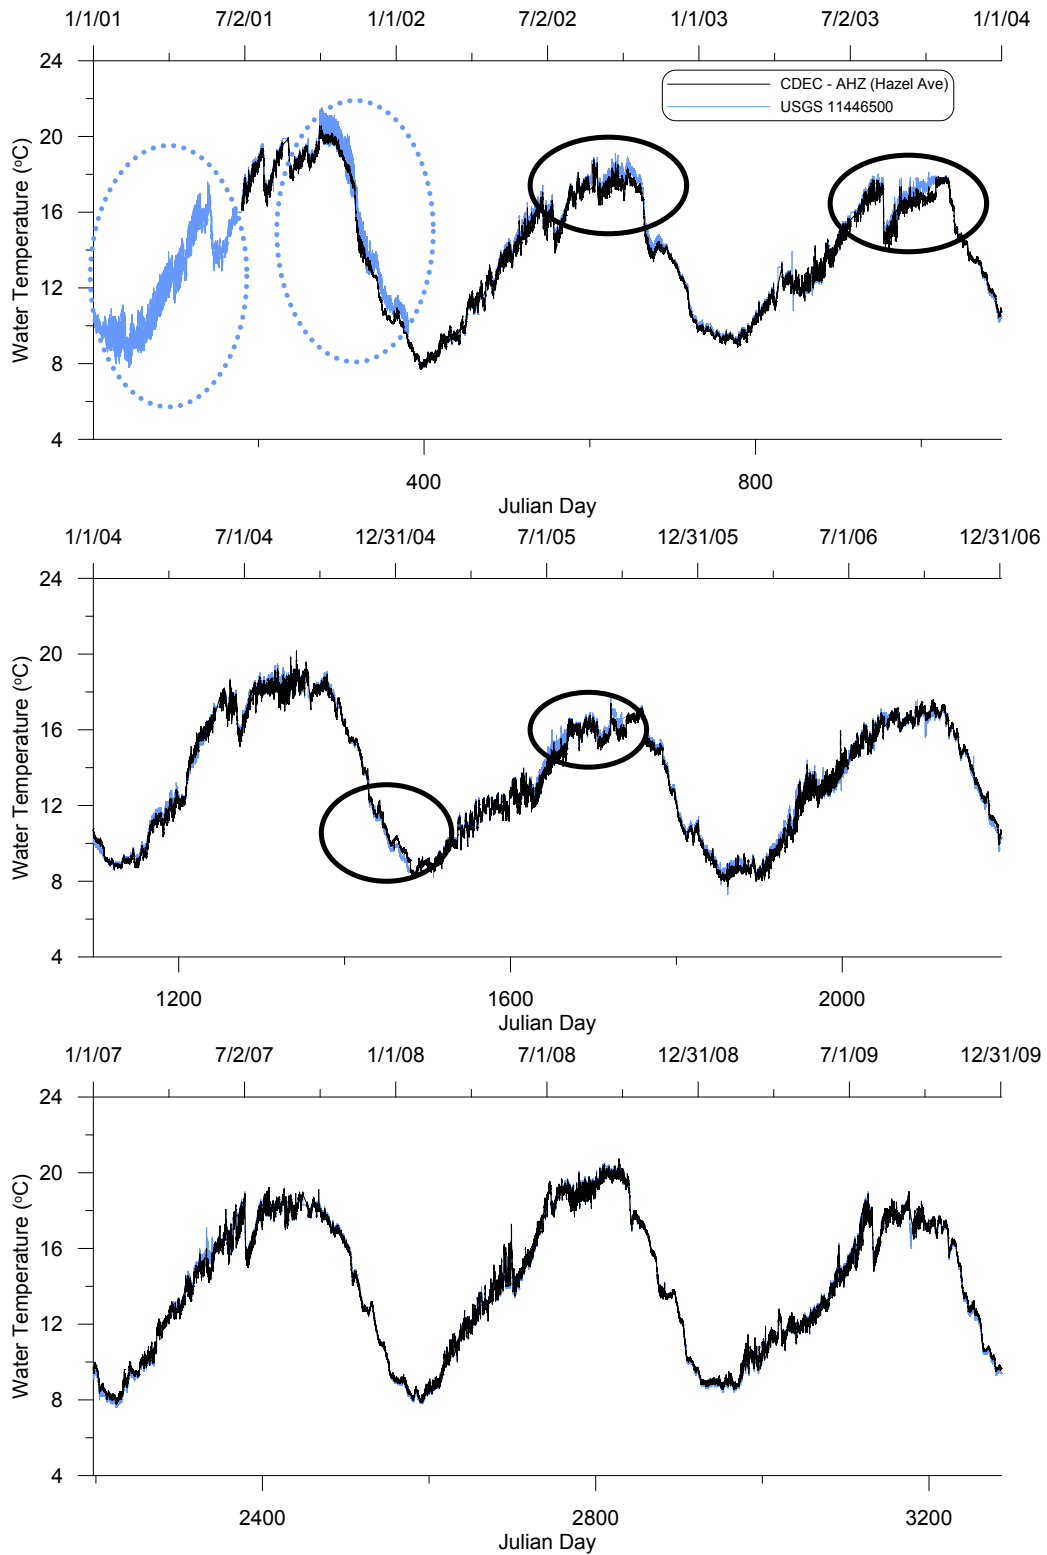 1/1/01 7/2/01 1/1/02 7/2/02 1/1/03 7/2/03 1/1/04
24
20
16
12
8
4
Water Temperature (oC)
CDEC - AHZ (Hazel Ave)
USGS 11446500
400 800
Julian Day
1/1/04 7/1/04 12/31/04 7/1/05 12/31/05 7/1/06 12/31/06
24
20
16
12
8
4
Water Temperature (oC)
1200 1600 2000
Julian Day
1/1/07 7/2/07 1/1/08 7/1/08 12/31/08 7/1/09 12/31/09
24
20
16
12
8
4
Water Temperature (oC)
2400 2800 3200
Julian Day